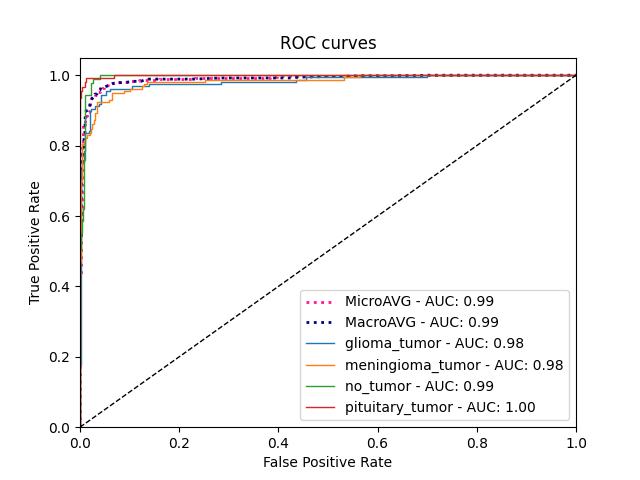 ROC curves
True Positive Rate
1.0
0.8
0.6
0.4
0.2
0.0
MicroAVG - AUC: 0.99
MacroAVG - AUC: 0.99
glioma_tumor - AUC: 0.98
meningioma_tumor - AUC: 0.98
no_tumor - AUC: 0.99
pituitary_tumor - AUC: 1.00
0.0 0.2 0.4 0.6 0.8 1.0
False Positive Rate